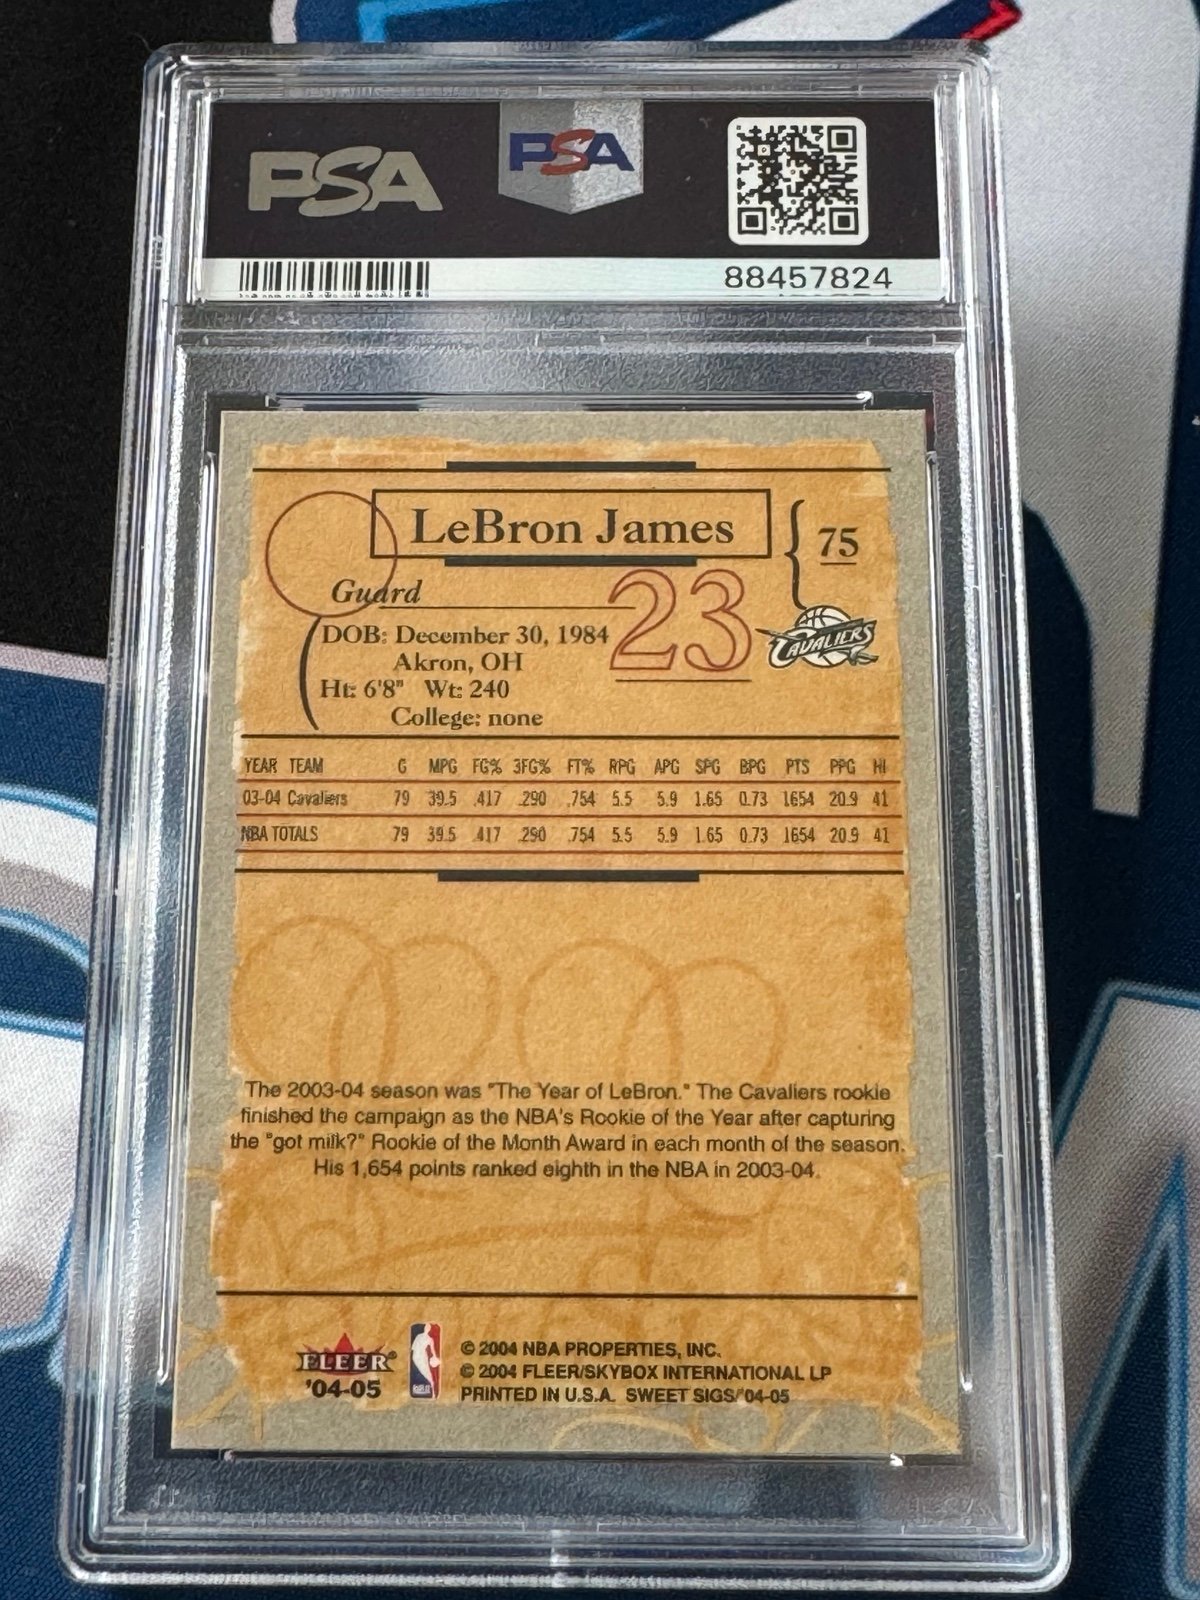 PSA
PSA
88457824
LeBron James
75
Guard
23
CAVALIERS
DOB: December 30, 1984
Akron, OH
Ht: 6'8" Wt: 240
College: none
YEAR TEAM G MPG FG% 3FG% FT% RPG APG SPG BPG PTS PPG HI
03-04 Cavaliers 79 39.5 .417 .290 .754 5.5 5.9 1.65 0.73 1654 20.9 41
NBA TOTALS 79 39.5 .417 .290 .754 5.5 5.9 1.65 0.73 1654 20.9 41
The 2003-04 season was "The Year of LeBron." The Cavaliers rookie
finished the campaign as the NBA's Rookie of the Year after capturing
the "got milk?" Rookie of the Month Award in each month of the season.
His 1,654 points ranked eighth in the NBA in 2003-04.
FLEER®
'04-05
© 2004 NBA PROPERTIES, INC.
© 2004 FLEER/SKYBOX INTERNATIONAL LP
PRINTED IN U.S.A. SWEET SIGS/'04-05